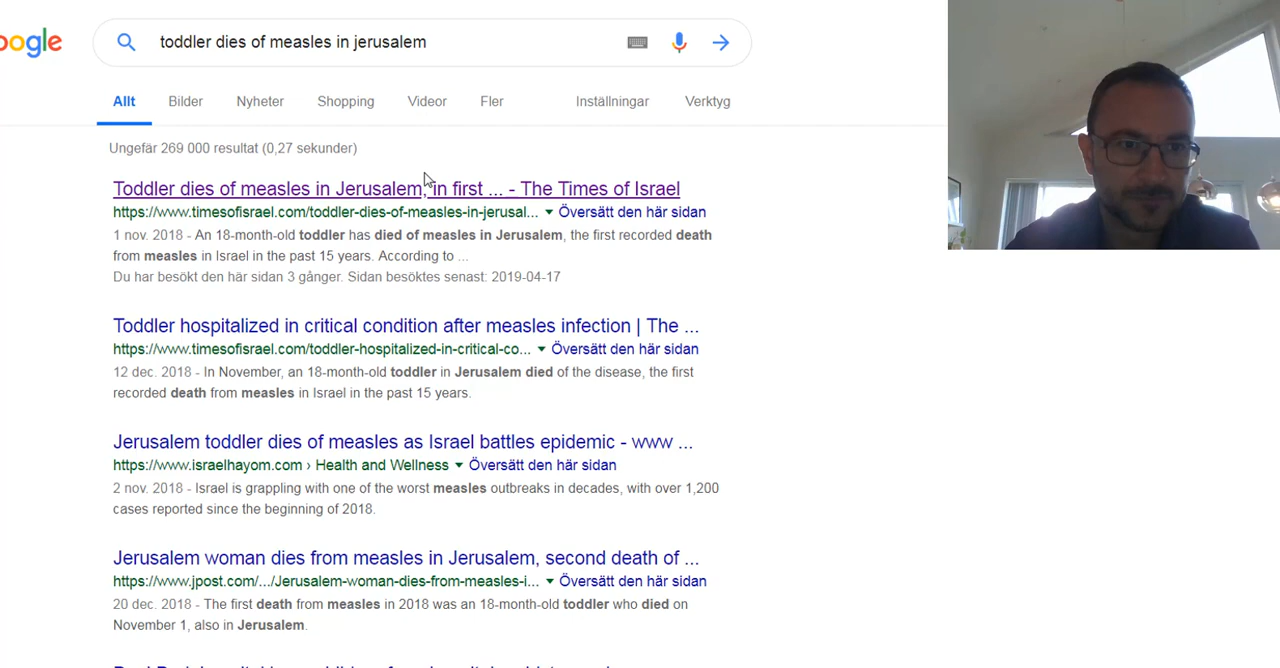 oogle
toddler dies of measles in jerusalem
Allt Bilder Nyheter Shopping Videor Fler Inställningar Verktyg
Ungefär 269 000 resultat (0,27 sekunder)
Toddler dies of measles in Jerusalem, in first ... - The Times of Israel
https://www.timesofisrael.com/toddler-dies-of-measles-in-jerusal... Översätt den här sidan
1 nov. 2018 - An 18-month-old toddler has died of measles in Jerusalem, the first recorded death
from measles in Israel in the past 15 years. According to ...
Du har besökt den här sidan 3 gånger. Sidan besöktes senast: 2019-04-17
Toddler hospitalized in critical condition after measles infection | The ...
https://www.timesofisrael.com/toddler-hospitalized-in-critical-co... Översätt den här sidan
12 dec. 2018 - In November, an 18-month-old toddler in Jerusalem died of the disease, the first
recorded death from measles in Israel in the past 15 years.
Jerusalem toddler dies of measles as Israel battles epidemic - www ...
https://www.israelhayom.com › Health and Wellness Översätt den här sidan
2 nov. 2018 - Israel is grappling with one of the worst measles outbreaks in decades, with over 1,200
cases reported since the beginning of 2018.
Jerusalem woman dies from measles in Jerusalem, second death of ...
https://www.jpost.com/.../Jerusalem-woman-dies-from-measles-i... Översätt den här sidan
20 dec. 2018 - The first death from measles in 2018 was an 18-month-old toddler who died on
November 1, also in Jerusalem.